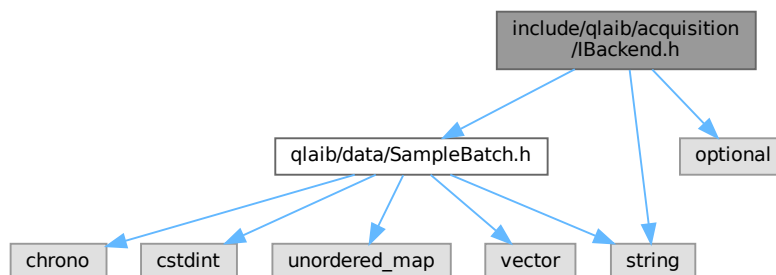 include/qlaib/acquisition
/IBackend.h
qlaib/data/SampleBatch.h
optional
chrono
cstdint
unordered_map
vector
string